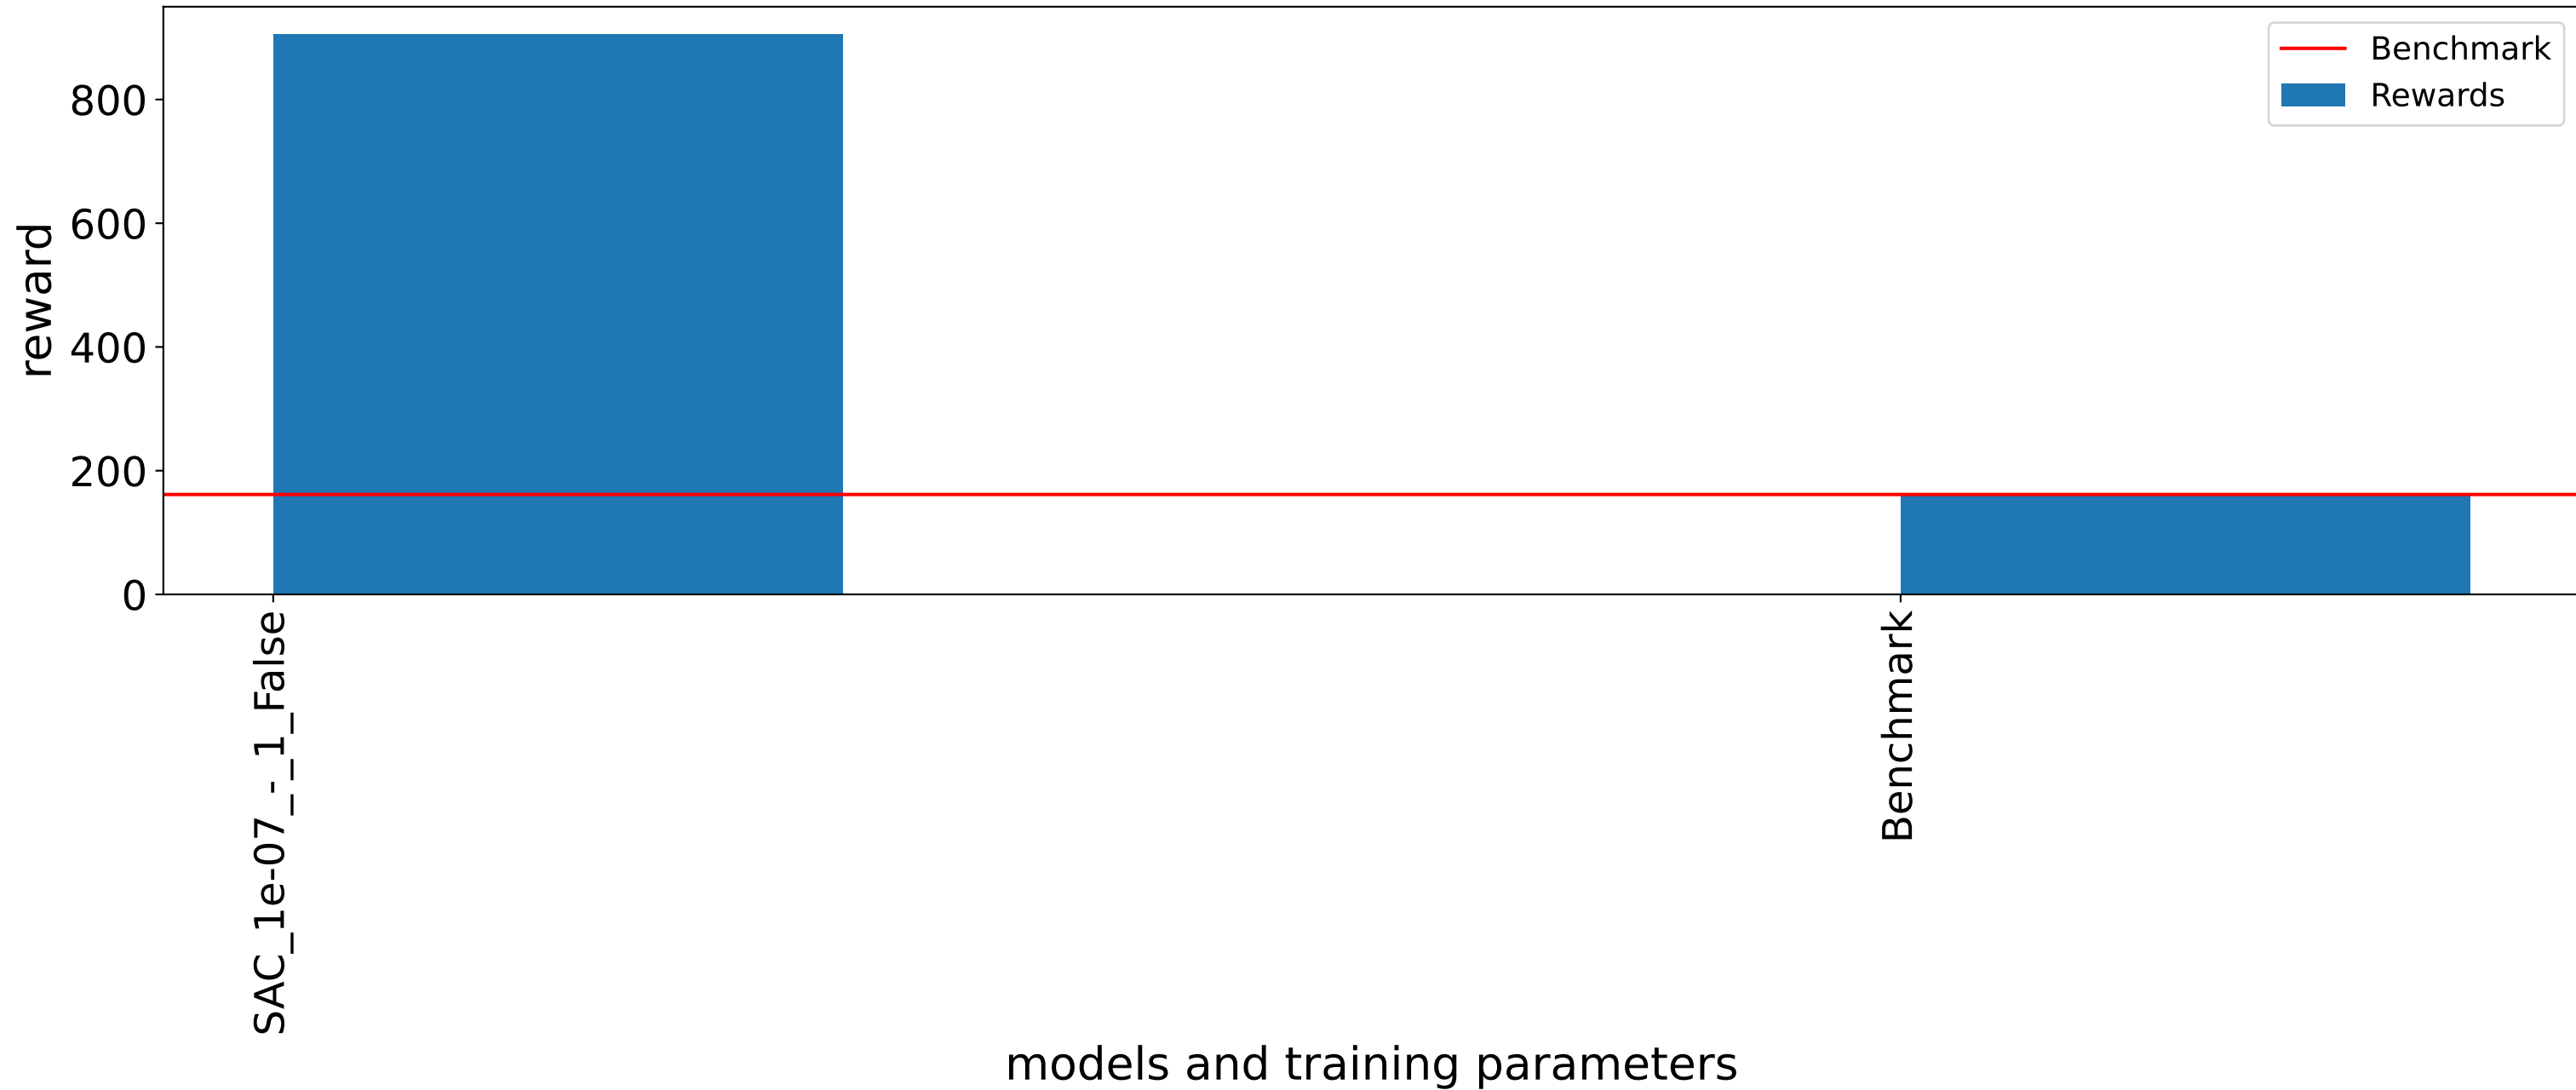 Benchmark
Rewards
reward
800
600
400
200
0
SAC_1e-07_-_1_False
Benchmark
models and training parameters